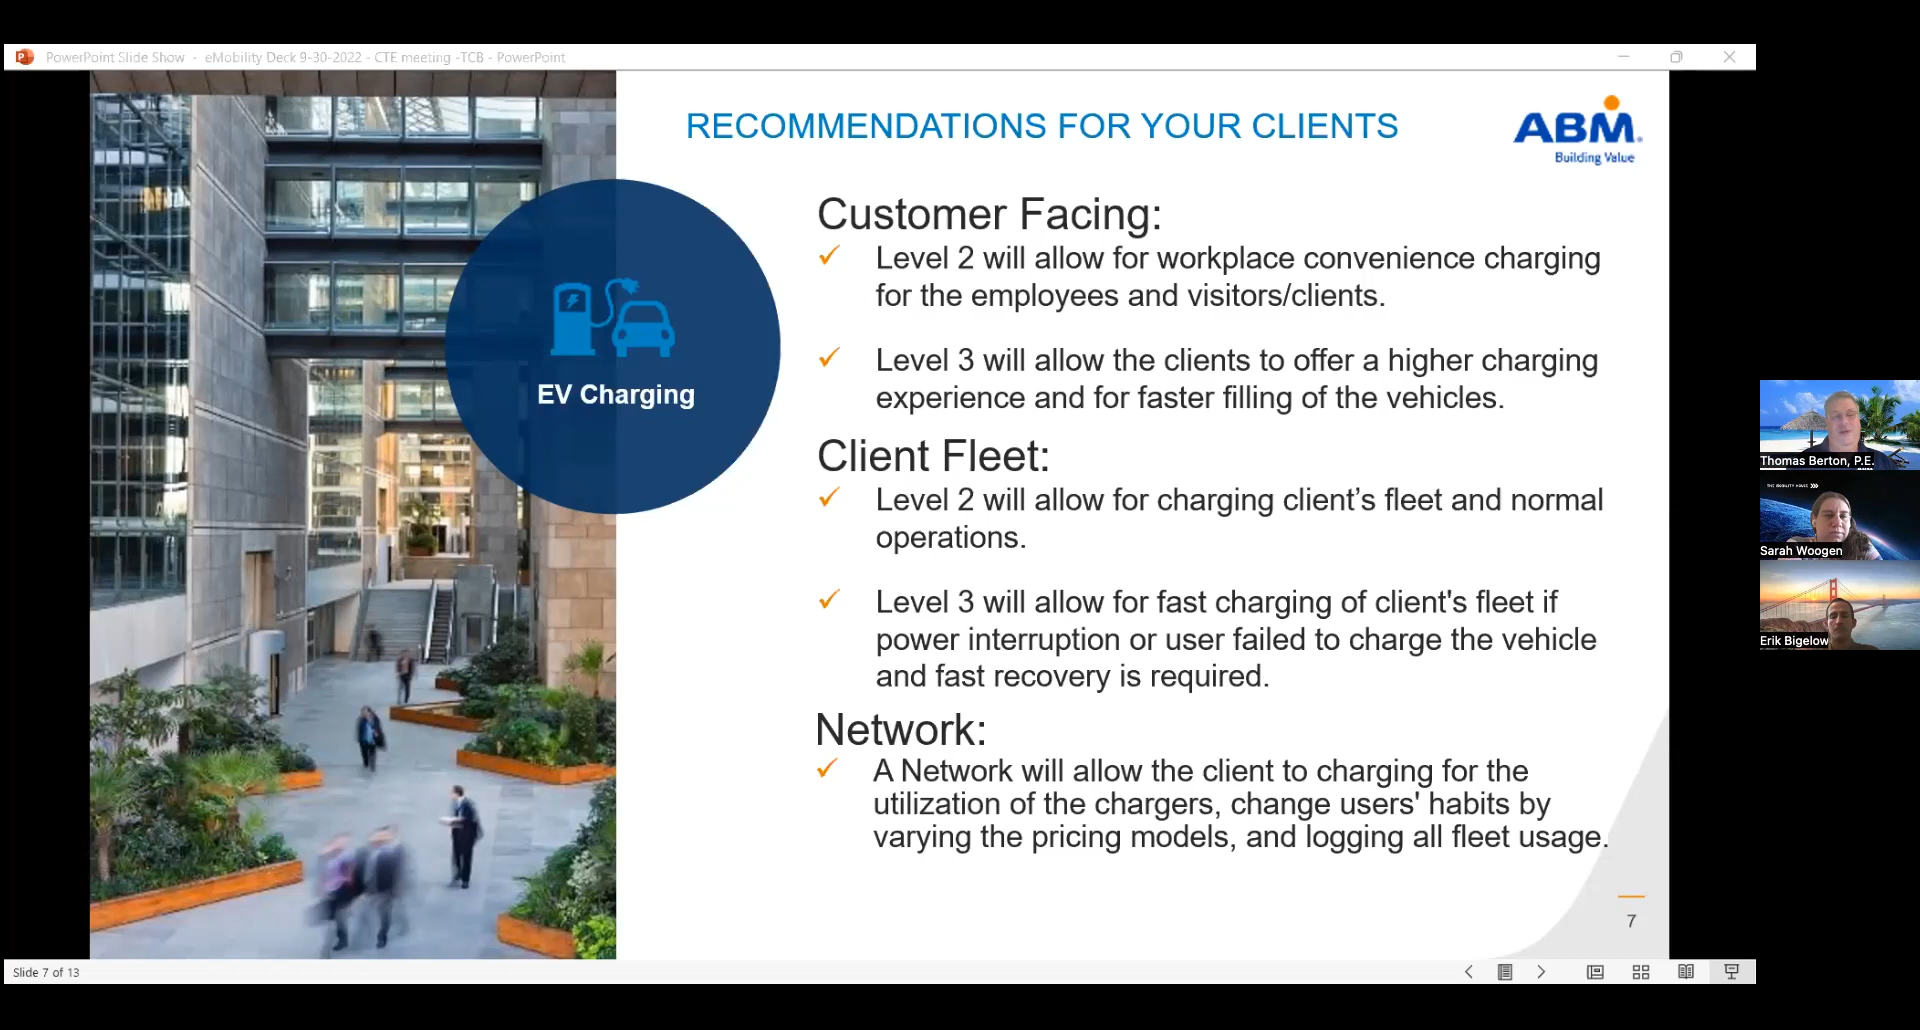 PowerPoint Slide Show - eMobility Deck 9-30-2022 - CTE meeting -TCB - PowerPoint
RECOMMENDATIONS FOR YOUR CLIENTS
ABM
Building Value
EV Charging
Customer Facing:
Level 2 will allow for workplace convenience charging
for the employees and visitors/clients.
Level 3 will allow the clients to offer a higher charging
experience and for faster filling of the vehicles.
Client Fleet:
Level 2 will allow for charging client’s fleet and normal
operations.
Level 3 will allow for fast charging of client's fleet if
power interruption or user failed to charge the vehicle
and fast recovery is required.
Network:
A Network will allow the client to charging for the
utilization of the chargers, change users' habits by
varying the pricing models, and logging all fleet usage.
7
Slide 7 of 13
Thomas Berton, P.E.
THE MOBILITY HOUSE
Sarah Woogen
Erik Bigelow